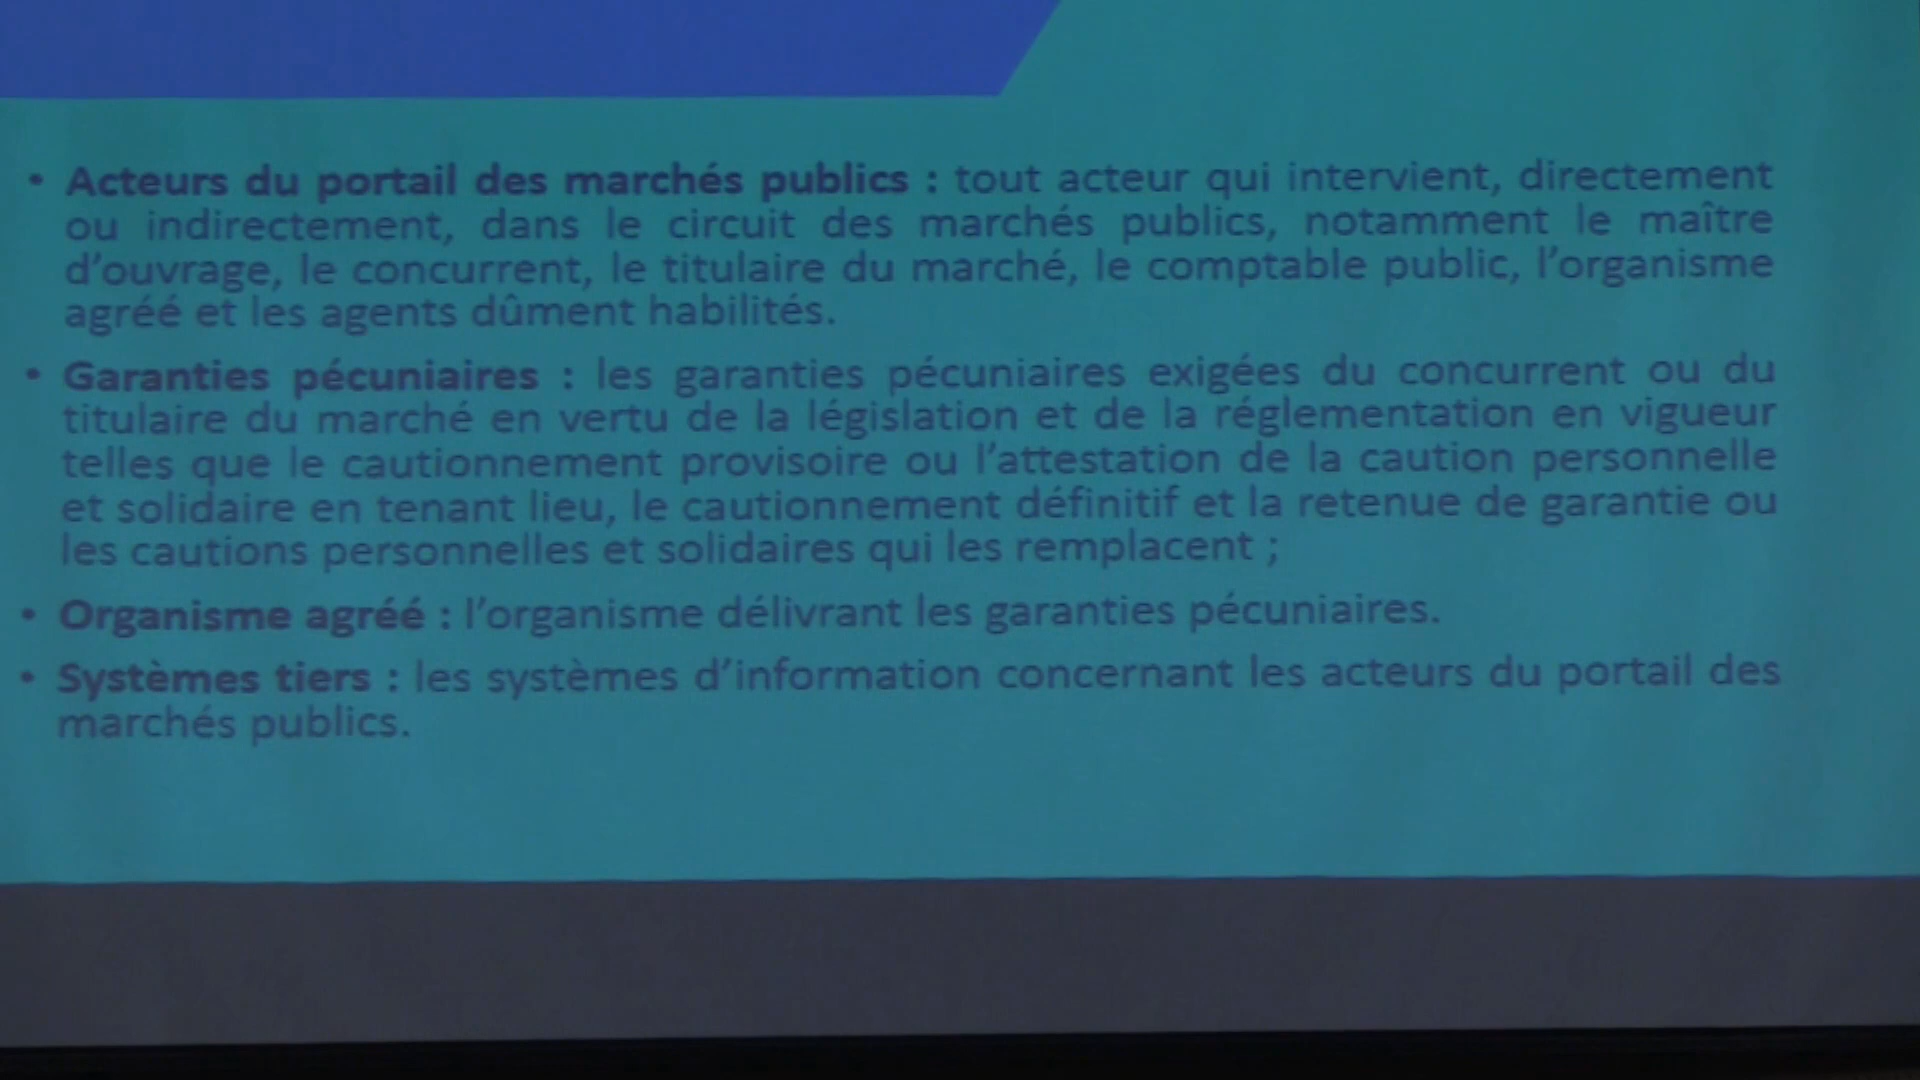 • Acteurs du portail des marchés publics : tout acteur qui intervient, directement
ou indirectement, dans le circuit des marchés publics, notamment le maître
d’ouvrage, le concurrent, le titulaire du marché, le comptable public, l’organisme
agréé et les agents dûment habilités.
• Garanties pécuniaires : les garanties pécuniaires exigées du concurrent ou du
titulaire du marché en vertu de la législation et de la réglementation en vigueur
telles que le cautionnement provisoire ou l’attestation de la caution personnelle
et solidaire en tenant lieu, le cautionnement définitif et la retenue de garantie ou
les cautions personnelles et solidaires qui les remplacent ;
• Organisme agréé : l’organisme délivrant les garanties pécuniaires.
• Systèmes tiers : les systèmes d’information concernant les acteurs du portail des
marchés publics.